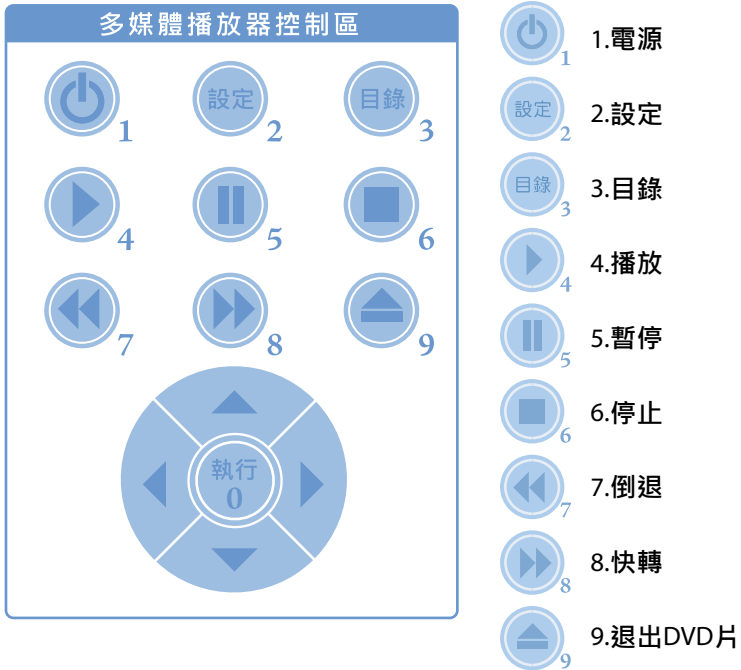 多媒體播放器控制區
1
設定 2
目錄 3
4
5
6
7
8
9
執行
0
1
1.電源
設定 2
2.設定
目錄 3
3.目錄
4
4.播放
5
5.暫停
6
6.停止
7
7.倒退
8
8.快轉
9
9.退出DVD片